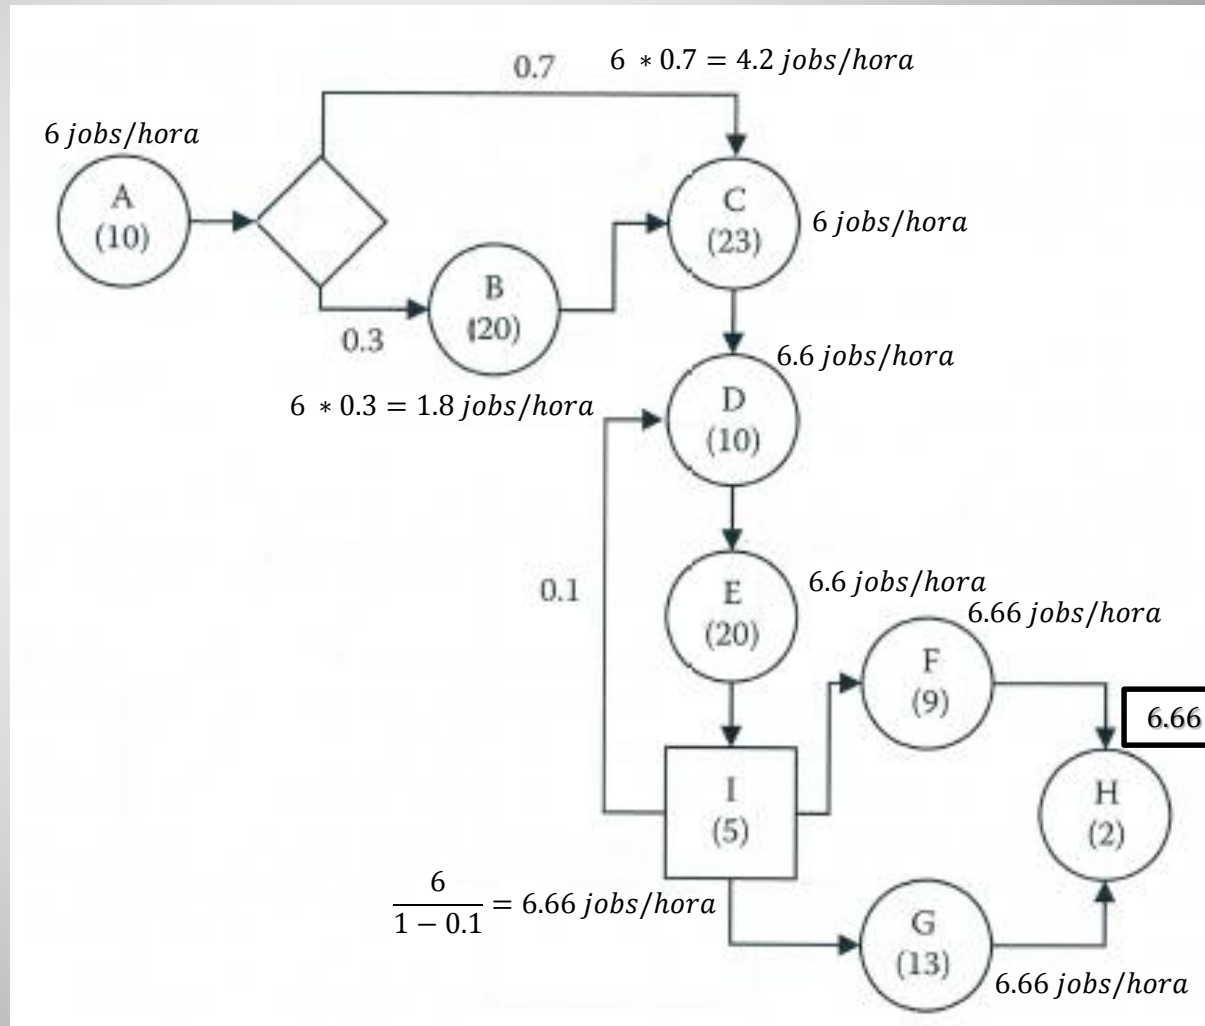 0.7
6 * 0.7 = 4.2 jobs/hora
6 jobs/hora
A
(10)
C
(23)
6 jobs/hora
B
(20)
0.3
6 * 0.3 = 1.8 jobs/hora
6.6 jobs/hora
D
(10)
0.1
E
(20)
6.6 jobs/hora
6.66 jobs/hora
F
(9)
6.66
I
(5)
H
(2)
6
1 − 0.1
= 6.66 jobs/hora
G
(13)
6.66 jobs/hora